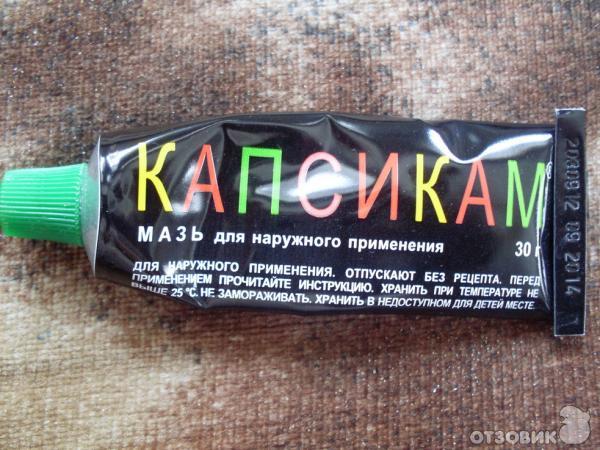 КАПСИКАМ®
МАЗЬ для наружного применения 30 г
ДЛЯ НАРУЖНОГО ПРИМЕНЕНИЯ. ОТПУСКАЮТ БЕЗ РЕЦЕПТА. ПЕРЕД
ПРИМЕНЕНИЕМ ПРОЧИТАЙТЕ ИНСТРУКЦИЮ. ХРАНИТЬ ПРИ ТЕМПЕРАТУРЕ НЕ
ВЫШЕ 25 °С. НЕ ЗАМОРАЖИВАТЬ. ХРАНИТЬ В НЕДОСТУПНОМ ДЛЯ ДЕТЕЙ МЕСТЕ
09 2014
ОТЗОВИК